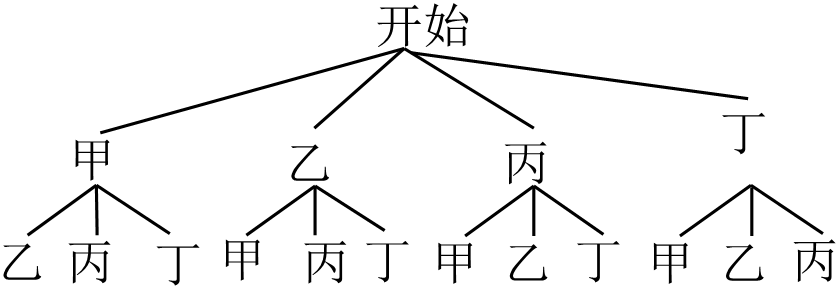 开始
甲 乙 丙 丁
乙 丙 丁 甲 丙 丁 甲 乙 丁 甲 乙 丙